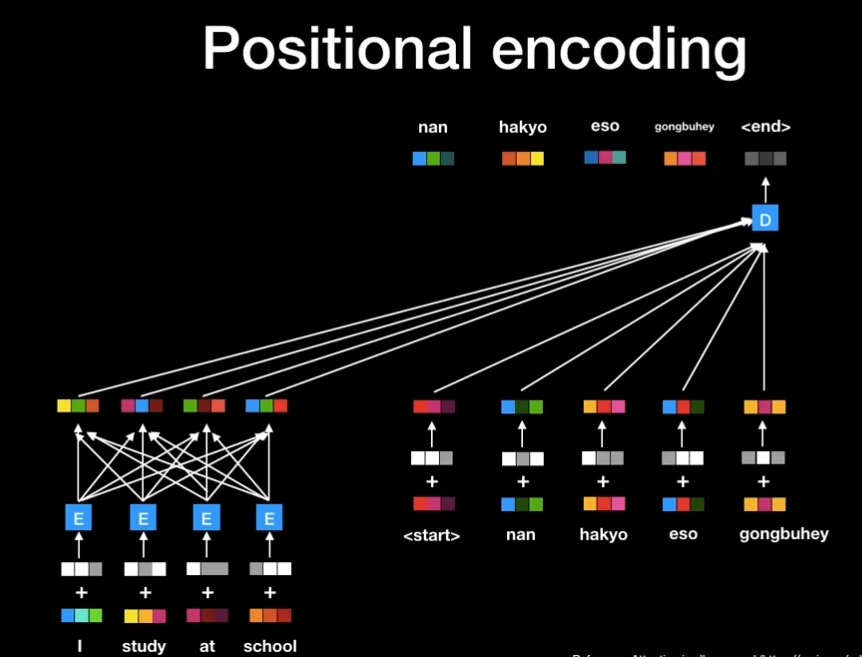 Positional encoding
nan hakyo eso gongbuhey <end>
D
E E E E
+ + + + +
<start> nan hakyo eso gongbuhey
+ + + +
I study at school